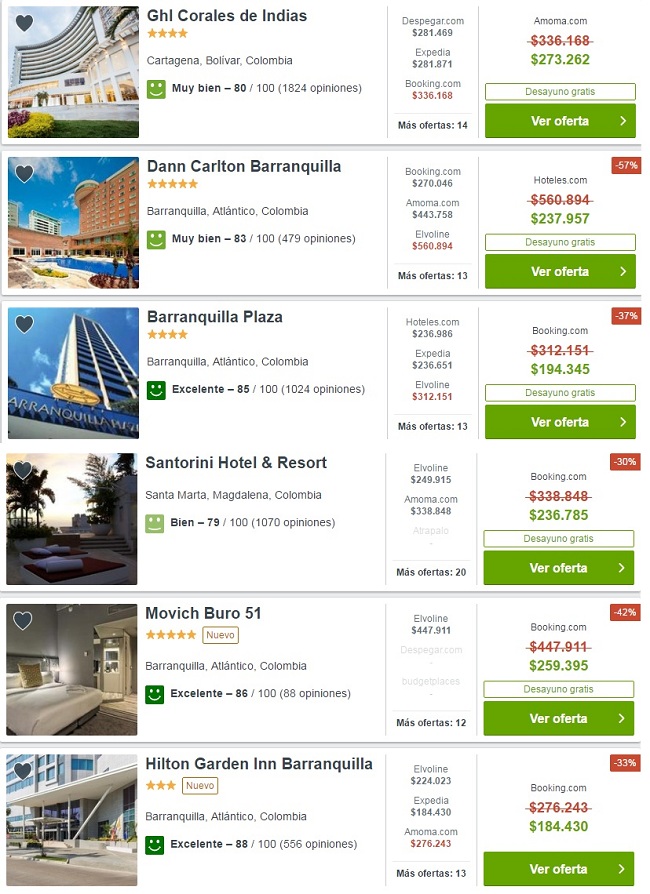 Ghl Corales de Indias
Cartagena, Bolívar, Colombia
Muy bien – 80 / 100 (1824 opiniones)
Despegar.com
$281.469
Expedia
$281.871
Booking.com
$336.168
Más ofertas: 14
Amoma.com
$336.168
$273.262
Desayuno gratis
Ver oferta
Dann Carlton Barranquilla
Barranquilla, Atlántico, Colombia
Muy bien – 83 / 100 (479 opiniones)
Booking.com
$270.046
Amoma.com
$443.758
Elvoline
$560.894
Más ofertas: 13
-57%
Hoteles.com
$560.894
$237.957
Desayuno gratis
Ver oferta
ARRANQUILLA
Barranquilla Plaza
Barranquilla, Atlántico, Colombia
Excelente – 85 / 100 (1024 opiniones)
Hoteles.com
$236.986
Expedia
$236.651
Elvoline
$312.151
Más ofertas: 13
-37%
Booking.com
$312.151
$194.345
Desayuno gratis
Ver oferta
Santorini Hotel & Resort
Santa Marta, Magdalena, Colombia
Bien – 79 / 100 (1070 opiniones)
Elvoline
$249.915
Amoma.com
$338.848
Atrapalo
-
Más ofertas: 20
-30%
Booking.com
$338.848
$236.785
Desayuno gratis
Ver oferta
Movich Buro 51
Nuevo
Barranquilla, Atlántico, Colombia
Excelente – 86 / 100 (88 opiniones)
Elvoline
$447.911
Despegar.com
-
budgetplaces
-
Más ofertas: 12
-42%
Booking.com
$447.911
$259.395
Desayuno gratis
Ver oferta
Hilton Garden Inn Barranquilla
Nuevo
Barranquilla, Atlántico, Colombia
Excelente – 88 / 100 (556 opiniones)
Elvoline
$224.023
Expedia
$184.430
Amoma.com
$276.243
Más ofertas: 13
-33%
Booking.com
$276.243
$184.430
Ver oferta